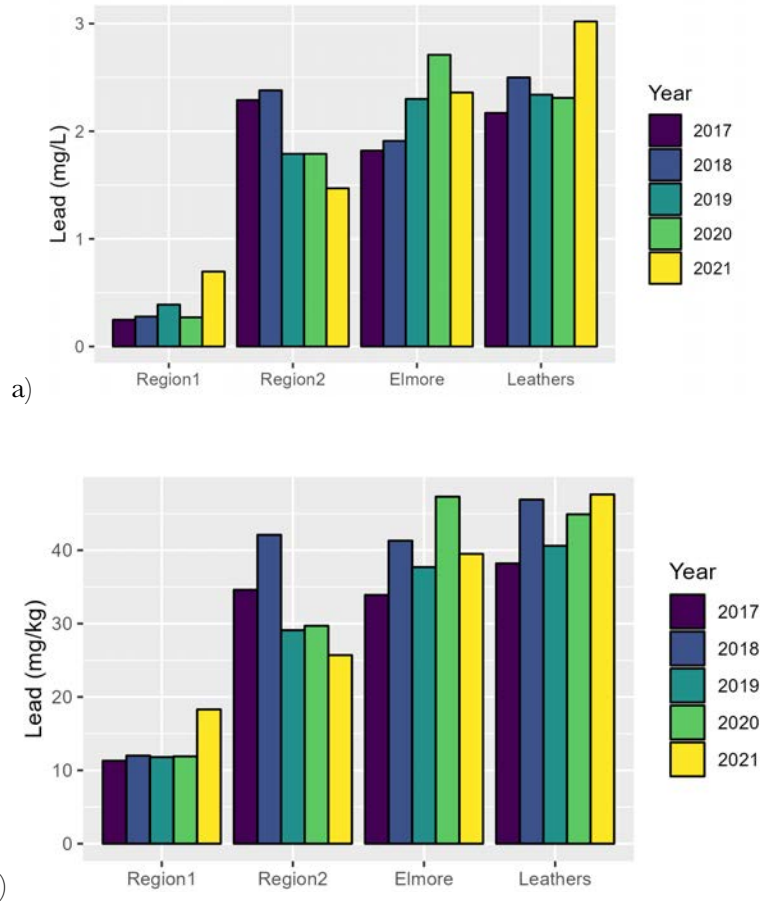 3
2
1
0
Lead (mg/L)
Region1 Region2 Elmore Leathers
Year
2017
2018
2019
2020
2021
a)
40
30
20
10
0
Lead (mg/kg)
Region1 Region2 Elmore Leathers
Year
2017
2018
2019
2020
2021
)